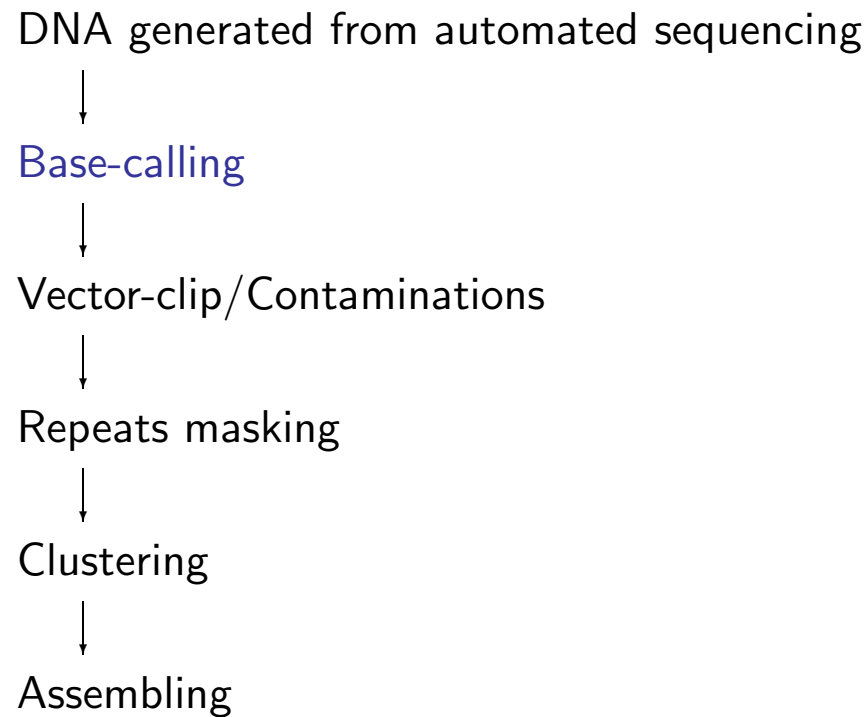 DNA generated from automated sequencing
Base-calling
Vector-clip/Contaminations
Repeats masking
Clustering
Assembling